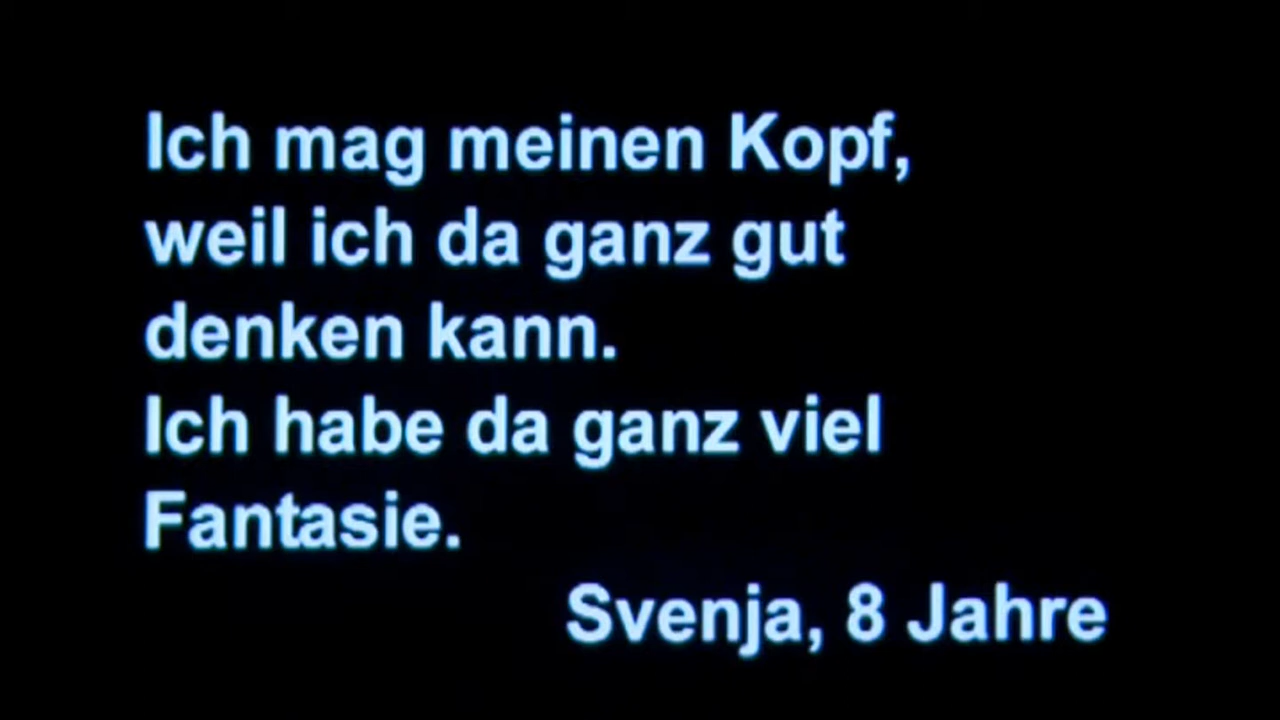 Ich mag meinen Kopf,
weil ich da ganz gut
denken kann.
Ich habe da ganz viel
Fantasie.
Svenja, 8 Jahre